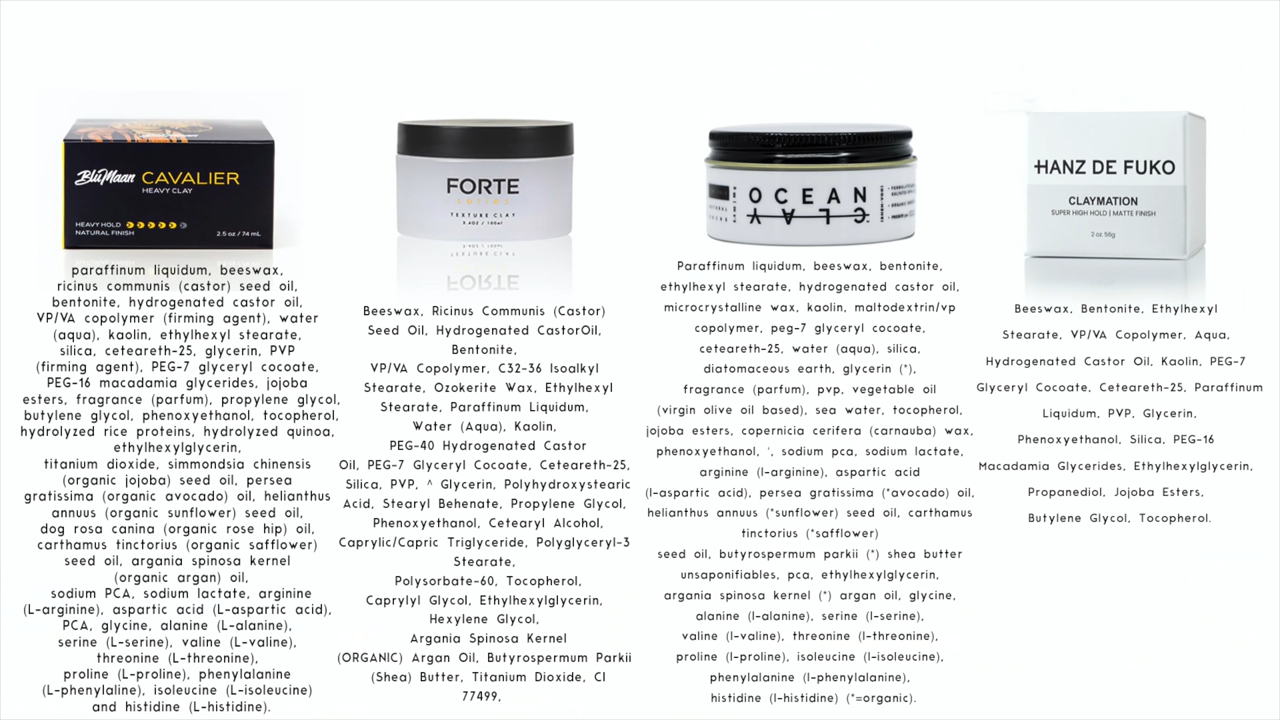 BluMaan CAVALIER
HEAVY CLAY
HEAVY HOLD
NATURAL FINISH
2.5 oz / 74 mL
paraffinum liquidum, beeswax,
ricinus communis (castor) seed oil,
bentonite, hydrogenated castor oil,
VP/VA copolymer (firming agent), water
(aqua), kaolin, ethylhexyl stearate,
silica, ceteareth-25, glycerin, PVP
(firming agent), PEG-7 glyceryl cocoate,
PEG-16 macadamia glycerides, jojoba
esters, fragrance (parfum), propylene glycol,
butylene glycol, phenoxyethanol, tocopherol,
hydrolyzed rice proteins, hydrolyzed quinoa,
ethylhexylglycerin,
titanium dioxide, simmondsia chinensis
(organic jojoba) seed oil, persea
gratissima (organic avocado) oil, helianthus
annuus (organic sunflower) seed oil,
dog rosa canina (organic rose hip) oil,
carthamus tinctorius (organic safflower)
seed oil, argania spinosa kernel
(organic argan) oil,
sodium PCA, sodium lactate, arginine
(L-arginine), aspartic acid (L-aspartic acid),
PCA, glycine, alanine (L-alanine),
serine (L-serine), valine (L-valine),
threonine (L-threonine),
proline (L-proline), phenylalanine
(L-phenylaline), isoleucine (L-isoleucine)
and histidine (L-histidine).
FORTE
SERIES
TEXTURE CLAY
3.4OZ / 100ml
Beeswax, Ricinus Communis (Castor)
Seed Oil, Hydrogenated CastorOil,
Bentonite,
VP/VA Copolymer, C32-36 Isoalkyl
Stearate, Ozokerite Wax, Ethylhexyl
Stearate, Paraffinum Liquidum,
Water (Aqua), Kaolin,
PEG-40 Hydrogenated Castor
Oil, PEG-7 Glyceryl Cocoate, Ceteareth-25,
Silica, PVP, ^ Glycerin, Polyhydroxystearic
Acid, Stearyl Behenate, Propylene Glycol,
Phenoxyethanol, Cetearyl Alcohol,
Caprylic/Capric Triglyceride, Polyglyceryl-3
Stearate,
Polysorbate-60, Tocopherol,
Caprylyl Glycol, Ethylhexylglycerin,
Hexylene Glycol,
Argania Spinosa Kernel
(ORGANIC) Argan Oil, Butyrospermum Parkii
(Shea) Butter, Titanium Dioxide, CI
77499,
OCEAN
CLAY
Paraffinum liquidum, beeswax, bentonite,
ethylhexyl stearate, hydrogenated castor oil,
microcrystalline wax, kaolin, maltodextrin/vp
copolymer, peg-7 glyceryl cocoate,
ceteareth-25, water (aqua), silica,
diatomaceous earth, glycerin (*),
fragrance (parfum), pvp, vegetable oil
(virgin olive oil based), sea water, tocopherol,
jojoba esters, copernicia cerifera (carnauba) wax,
phenoxyethanol, ', sodium pca, sodium lactate,
arginine (l-arginine), aspartic acid
(l-aspartic acid), persea gratissima (*avocado) oil,
helianthus annuus (*sunflower) seed oil, carthamus
tinctorius (*safflower)
seed oil, butyrospermum parkii (*) shea butter
unsaponifiables, pca, ethylhexylglycerin,
argania spinosa kernel (*) argan oil, glycine,
alanine (l-alanine), serine (l-serine),
valine (l-valine), threonine (l-threonine),
proline (l-proline), isoleucine (l-isoleucine),
phenylalanine (l-phenylalanine),
histidine (l-histidine) (*=organic).
HANZ DE FUKO
CLAYMATION
SUPER HIGH HOLD | MATTE FINISH
2 oz. 56g
Beeswax, Bentonite, Ethylhexyl
Stearate, VP/VA Copolymer, Aqua,
Hydrogenated Castor Oil, Kaolin, PEG-7
Glyceryl Cocoate, Ceteareth-25, Paraffinum
Liquidum, PVP, Glycerin,
Phenoxyethanol, Silica, PEG-16
Macadamia Glycerides, Ethylhexylglycerin,
Propanediol, Jojoba Esters,
Butylene Glycol, Tocopherol.